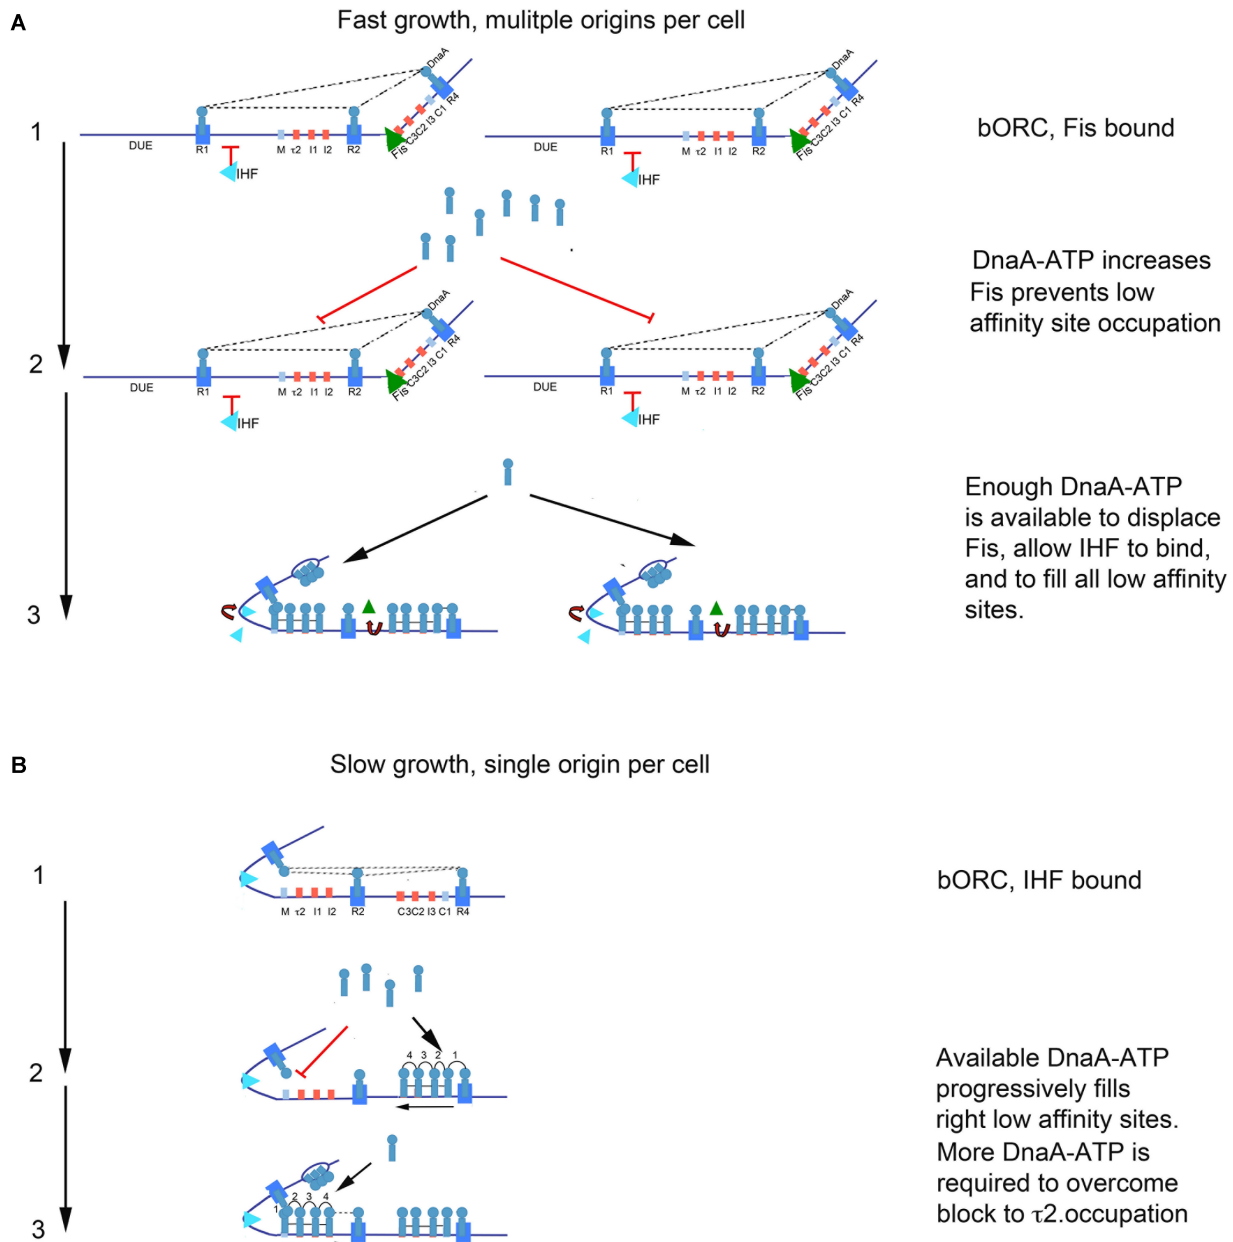 A
Fast growth, mulitple origins per cell
1
DnaA
DUE
R1
M τ2 I1 I2
R2
Fis C3C2 I3 C1 R4
IHF
DnaA
DUE
R1
M τ2 I1 I2
R2
Fis C3C2 I3 C1 R4
IHF
bORC, Fis bound
DnaA-ATP increases
Fis prevents low
affinity site occupation
2
DnaA
DUE
R1
M τ2 I1 I2
R2
Fis C3C2 I3 C1 R4
IHF
DnaA
DUE
R1
M τ2 I1 I2
R2
Fis C3C2 I3 C1 R4
IHF
Enough DnaA-ATP
is available to displace
Fis, allow IHF to bind,
and to fill all low affinity
sites.
3
B
Slow growth, single origin per cell
1
M τ2 I1 I2 R2 C3C2 I3 C1 R4
bORC, IHF bound
2
4 3 2 1
Available DnaA-ATP
progressively fills
right low affinity sites.
More DnaA-ATP is
required to overcome
block to τ2.occupation
3
1 2 3 4